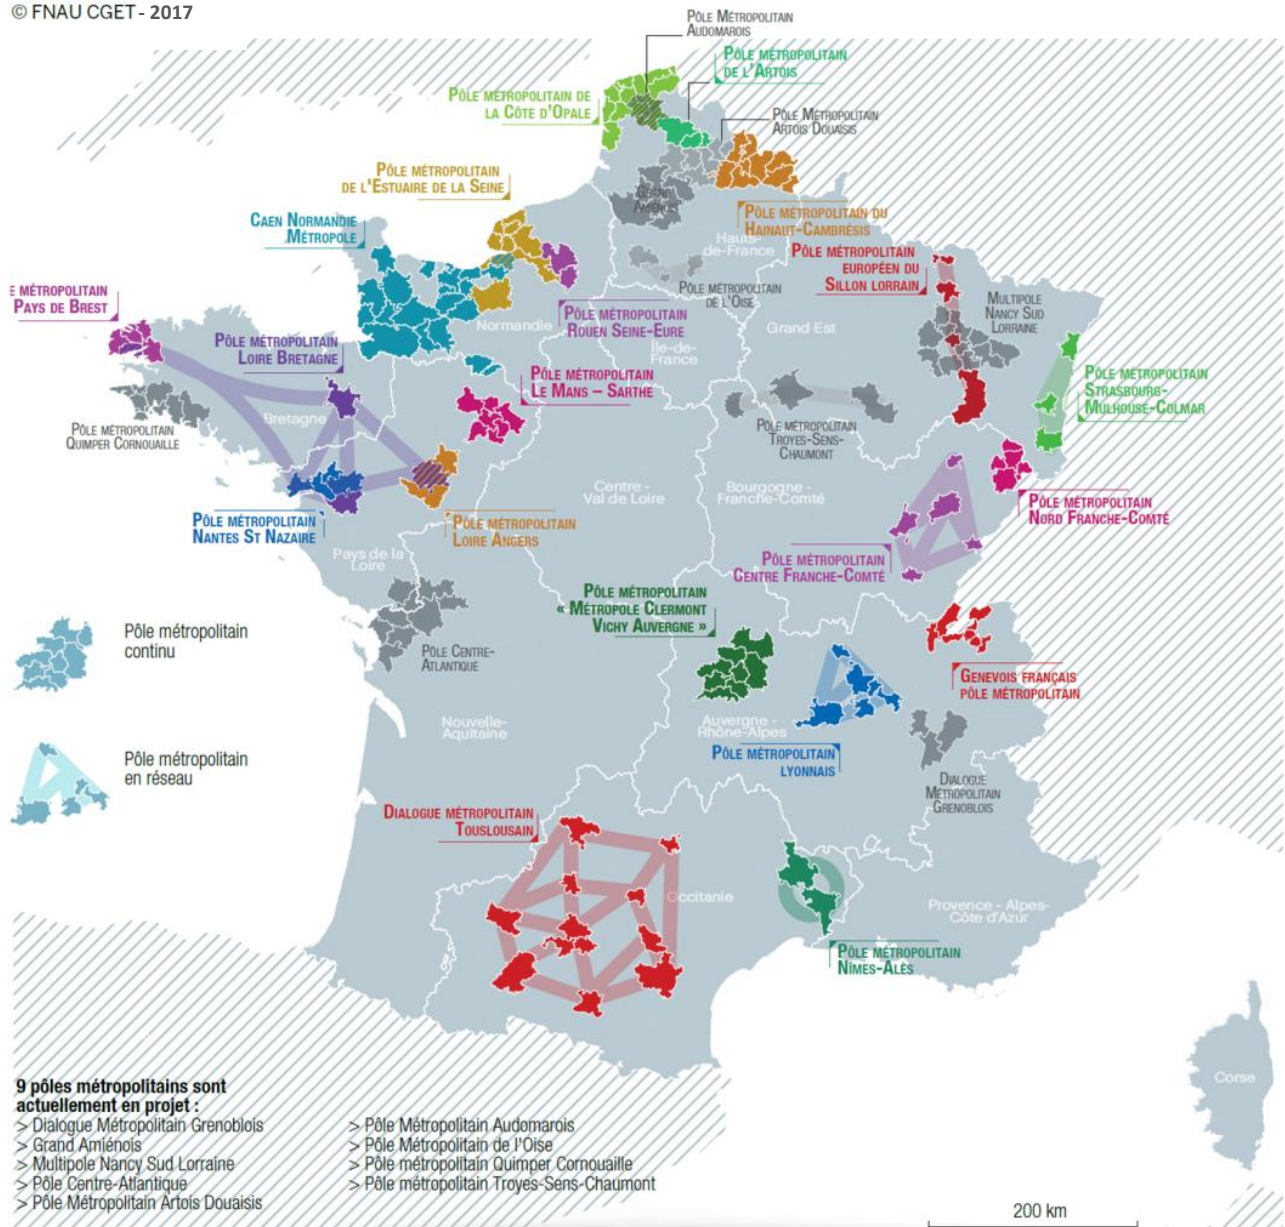 © FNAU CGET - 2017
PÔLE MÉTROPOLITAIN
AUDOMAROIS
PÔLE MÉTROPOLITAIN
DE L'ARTOIS
PÔLE MÉTROPOLITAIN DE
LA CÔTE D'OPALE
PÔLE MÉTROPOLITAIN
ARTOIS DOUAISIS
PÔLE MÉTROPOLITAIN
DE L'ESTUAIRE DE LA SEINE
GRAND
AMIÉNOIS
CAEN NORMANDIE
MÉTROPOLE
PÔLE MÉTROPOLITAIN DU
HAINAUT-CAMBRÉSIS
Hauts-
de-France
PÔLE MÉTROPOLITAIN
EUROPÉEN DU
SILLON LORRAIN
E MÉTROPOLITAIN
PAYS DE BREST
PÔLE MÉTROPOLITAIN
DE L'OISE
MULTIPOLE
NANCY SUD
LORRAINE
PÔLE MÉTROPOLITAIN
ROUEN SEINE-EURE
Normandie
Grand Est
PÔLE MÉTROPOLITAIN
LOIRE BRETAGNE
Île-de-
France
PÔLE MÉTROPOLITAIN
LE MANS – SARTHE
PÔLE MÉTROPOLITAIN
STRASBOURG-
MULHOUSE-COLMAR
Bretagne
PÔLE MÉTROPOLITAIN
QUIMPER CORNOUAILLE
PÔLE MÉTROPOLITAIN
TROYES-SENS-
CHAUMONT
Centre -
Val de Loire
Bourgogne -
Franche-Comté
PÔLE MÉTROPOLITAIN
NORD FRANCHE-COMTÉ
PÔLE MÉTROPOLITAIN
NANTES ST NAZAIRE
PÔLE MÉTROPOLITAIN
LOIRE ANGERS
Pays de la
Loire
PÔLE MÉTROPOLITAIN
CENTRE FRANCHE-COMTÉ
PÔLE MÉTROPOLITAIN
« MÉTROPOLE CLERMONT
VICHY AUVERGNE »
Pôle métropolitain
continu
PÔLE CENTRE-
ATLANTIQUE
GENEVOIS FRANÇAIS
PÔLE MÉTROPOLITAIN
Nouvelle-
Aquitaine
Auvergne -
Rhône-Alpes
PÔLE MÉTROPOLITAIN
LYONNAIS
Pôle métropolitain
en réseau
DIALOGUE
MÉTROPOLITAIN
GRENOBLOIS
DIALOGUE MÉTROPOLITAIN
TOUSLOUSAIN
Occitanie
Provence - Alpes-
Côte d'Azur
PÔLE MÉTROPOLITAIN
NÎMES-ALÈS
Corse
9 pôles métropolitains sont
actuellement en projet :
> Dialogue Métropolitain Grenoblois
> Grand Amiénois
> Multipole Nancy Sud Lorraine
> Pôle Centre-Atlantique
> Pôle Métropolitain Artois Douaisis
> Pôle Métropolitain Audomarois
> Pôle Métropolitain de l'Oise
> Pôle métropolitain Quimper Cornouaille
> Pôle métropolitain Troyes-Sens-Chaumont
200 km